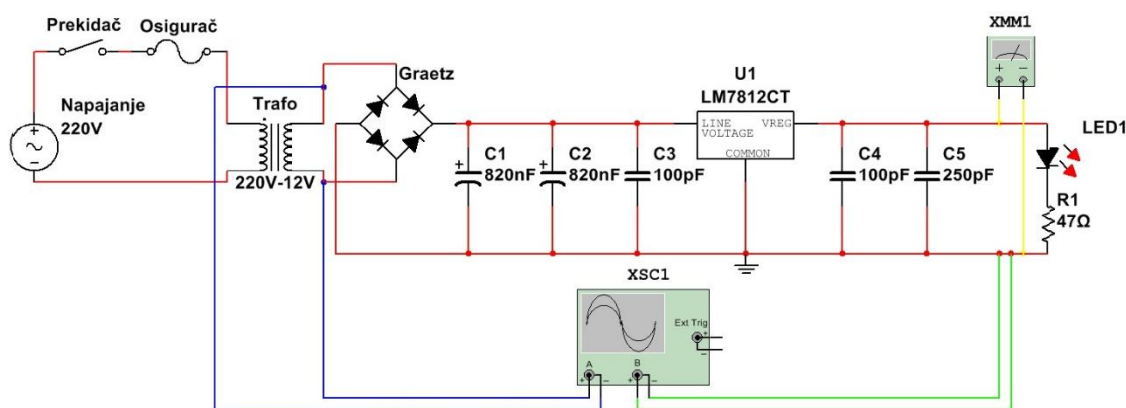 Prekidač
Osigurač
Napajanje
220V
Trafo
220V-12V
Graetz
C1
820nF
C2
820nF
C3
100pF
U1
LM7812CT
LINE VREG
VOLTAGE
COMMON
C4
100pF
C5
250pF
XMM1
LED1
R1
47Ω
XSC1
Ext Trig
A
B